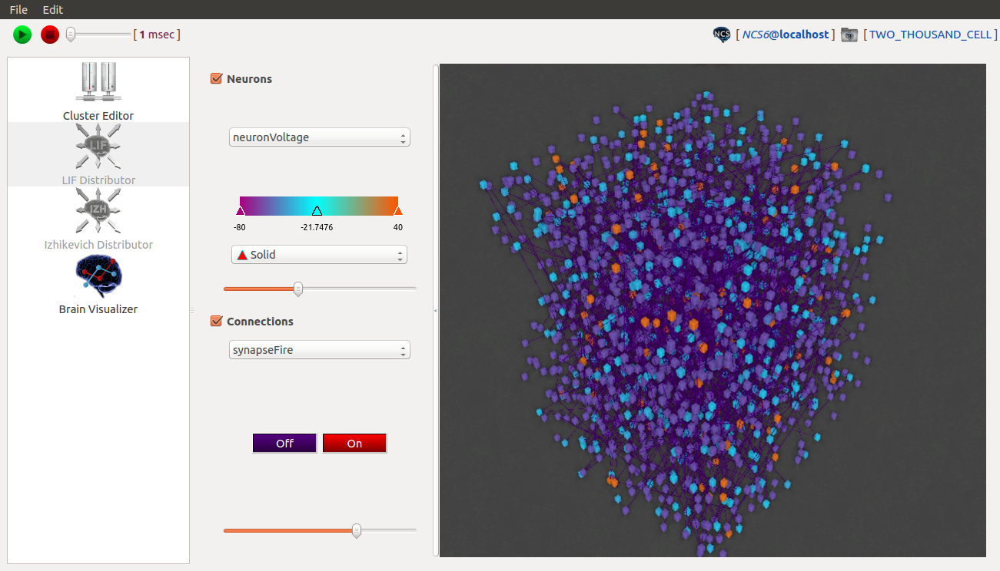 File Edit
[ 1 msec ]
NCS [ NCS6@localhost ] [ TWO_THOUSAND_CELL ]
Cluster Editor
LIF
LIF Distributor
IZH
Izhikevich Distributor
Brain Visualizer
Neurons
neuronVoltage
-80 -21.7476 40
Solid
Connections
synapseFire
Off On